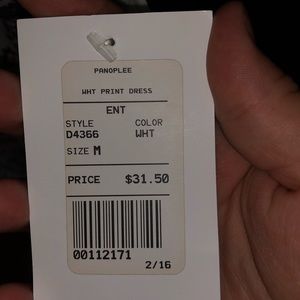 PANOPLEE
WHT PRINT DRESS
ENT
STYLE COLOR
D4366 WHT
SIZE M
PRICE $31.50
00112171
2/16